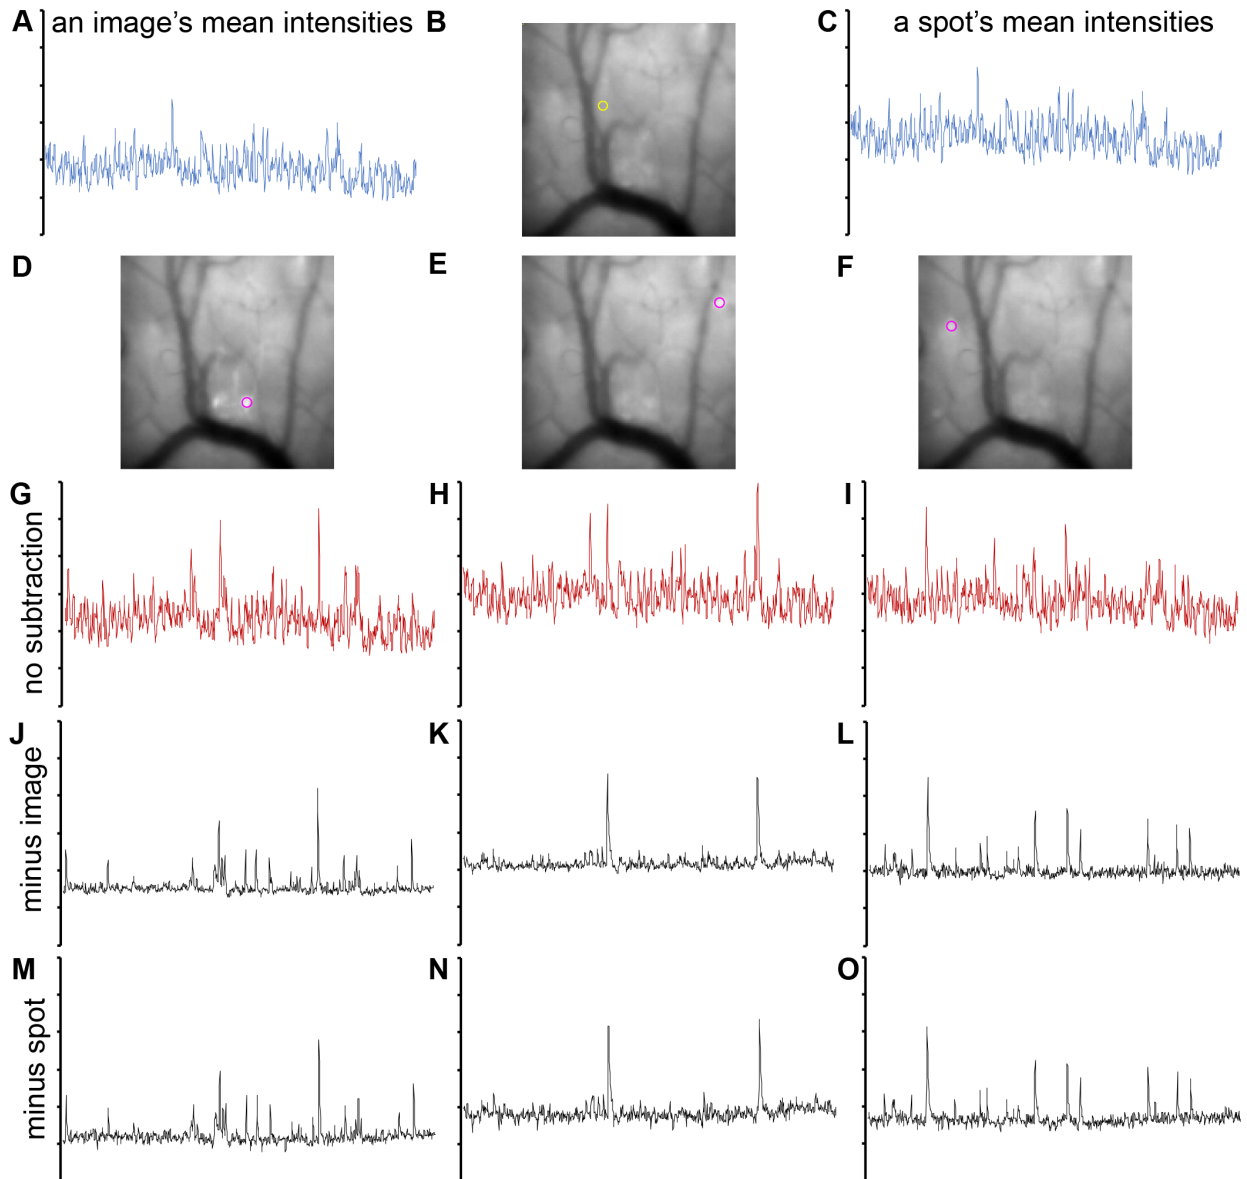 A an image's mean intensities B
C a spot's mean intensities
D E F
G H I
no subtraction
J K L
minus image
M N O
minus spot